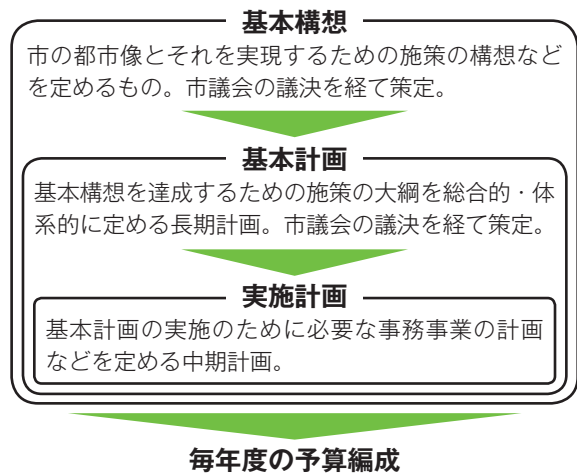 基本構想
市の都市像とそれを実現するための施策の構想など
を定めるもの。市議会の議決を経て策定。
基本計画
基本構想を達成するための施策の大綱を総合的・体
系的に定める長期計画。市議会の議決を経て策定。
実施計画
基本計画の実施のために必要な事務事業の計画
などを定める中期計画。
毎年度の予算編成